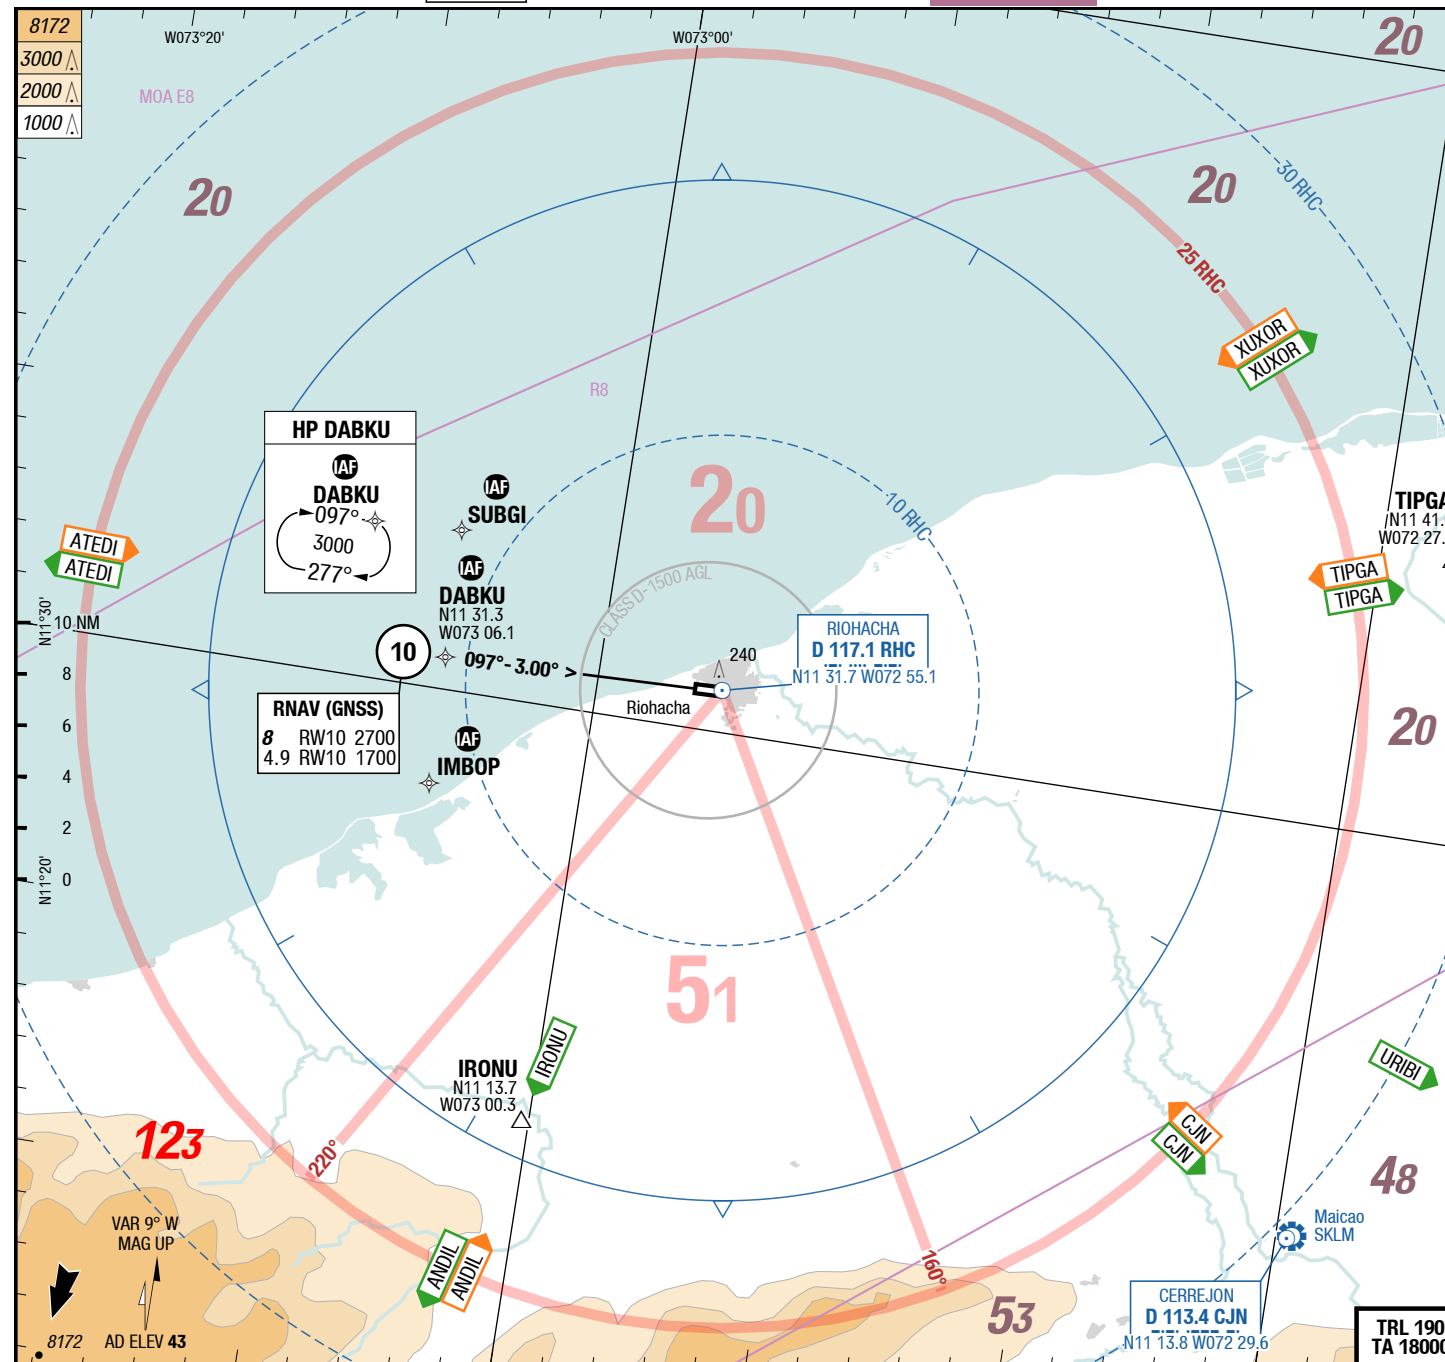 8172
3000
2000
1000
W073°20'
W073°00'
20
MOA E8
20
20
30 RHC
25 RHC
XUXOR
XUXOR
R8
HP DABKU
IAF
DABKU
097°
3000
277°
IAF
SUBGI
20
10 RHC
TIPGA
N11 41.
W072 27.
ATEDI
ATEDI
IAF
DABKU
N11 31.3
W073 06.1
CLASS D-1500 AGL
TIPGA
TIPGA
N11°30'
10 NM
10
097°- 3.00° >
240
RIOHACHA
D 117.1 RHC
N11 31.7 W072 55.1
8
RNAV (GNSS)
8 RW10 2700
4.9 RW10 1700
Riohacha
20
6
IAF
IMBOP
4
2
N11°20'
0
51
IRONU
N11 13.7
W073 00.3
IRONU
URIBI
123
220°
CJN
CJN
48
VAR 9° W
MAG UP
ANDIL
ANDIL
160°
Maicao
SKLM
53
CERREJON
D 113.4 CJN
N11 13.8 W072 29.6
8172
AD ELEV 43
TRL 190
TA 18000